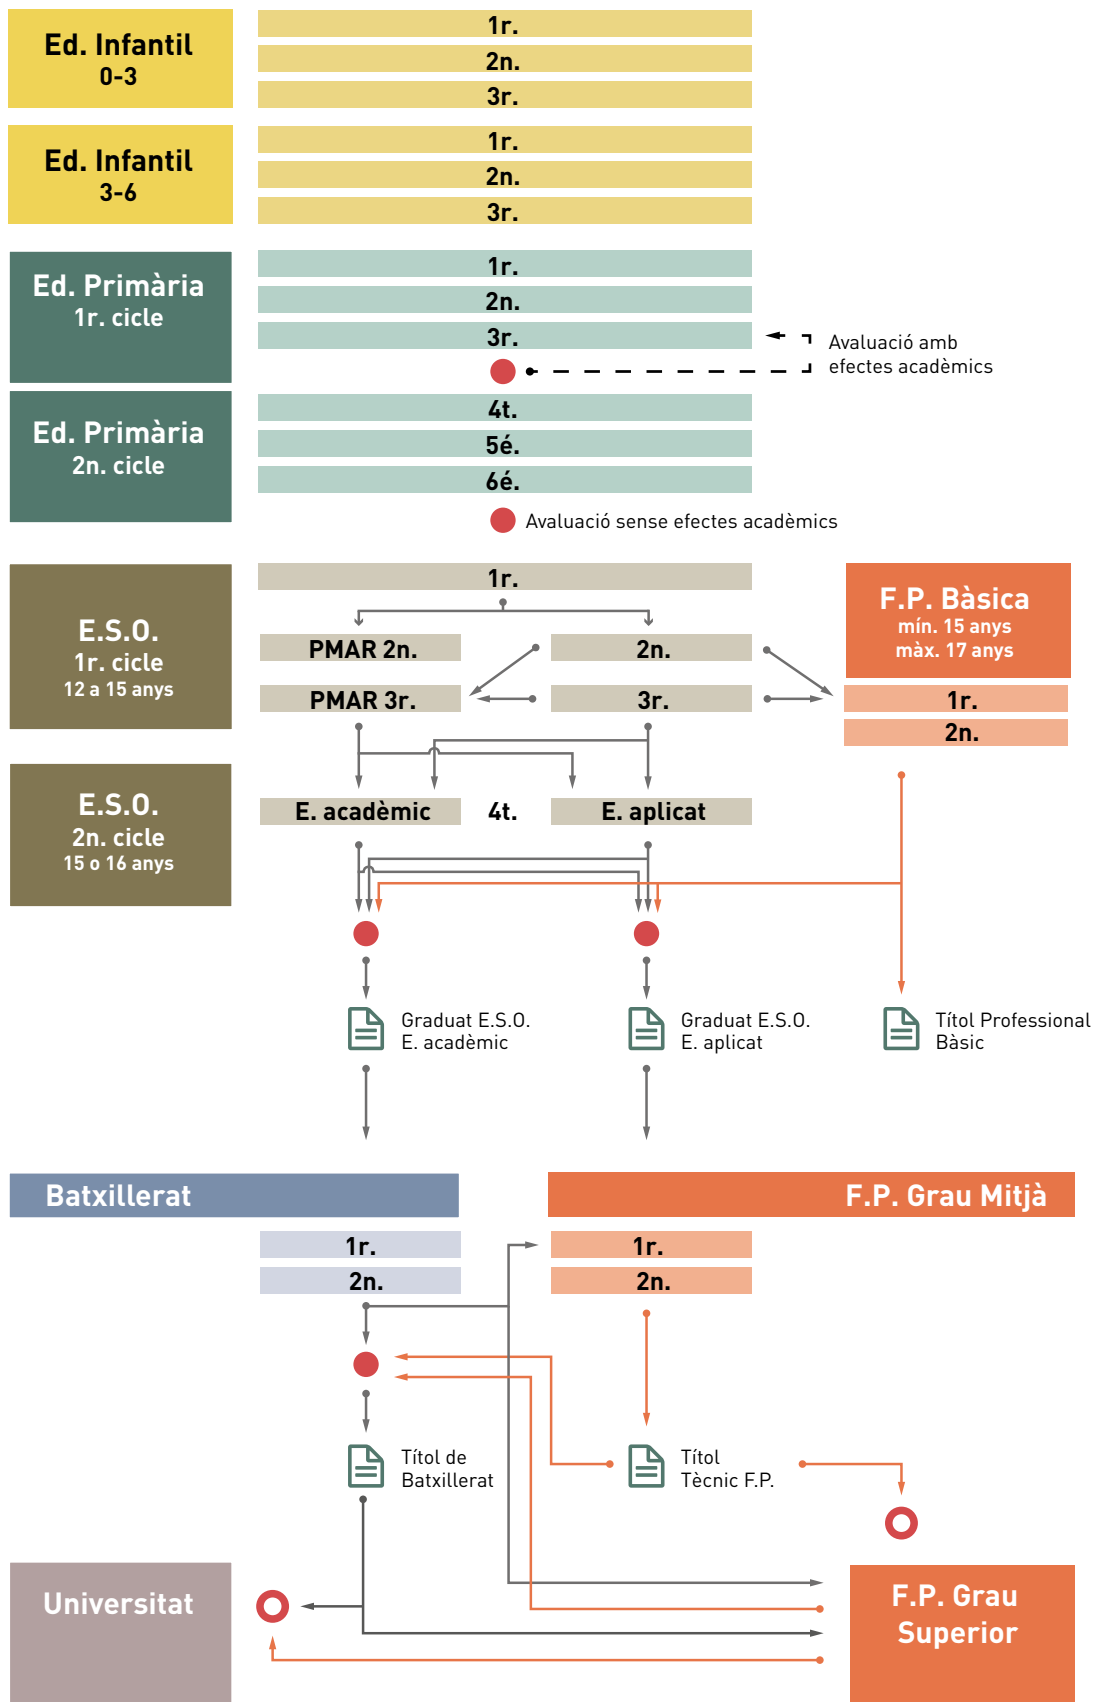 Ed. Infantil
0-3
1r.
2n.
3r.
Ed. Infantil
3-6
1r.
2n.
3r.
Ed. Primària
1r. cicle
1r.
2n.
3r.
Avaluació amb
efectes acadèmics
Ed. Primària
2n. cicle
4t.
5é.
6é.
Avaluació sense efectes acadèmics
E.S.O.
1r. cicle
12 a 15 anys
1r.
PMAR 2n.
2n.
PMAR 3r.
3r.
F.P. Bàsica
mín. 15 anys
màx. 17 anys
1r.
2n.
E.S.O.
2n. cicle
15 o 16 anys
E. acadèmic
4t.
E. aplicat
Graduat E.S.O.
E. acadèmic
Graduat E.S.O.
E. aplicat
Títol Professional
Bàsic
Batxillerat
F.P. Grau Mitjà
1r.
2n.
1r.
2n.
Títol de
Batxillerat
Títol
Tècnic F.P.
Universitat
F.P. Grau
Superior